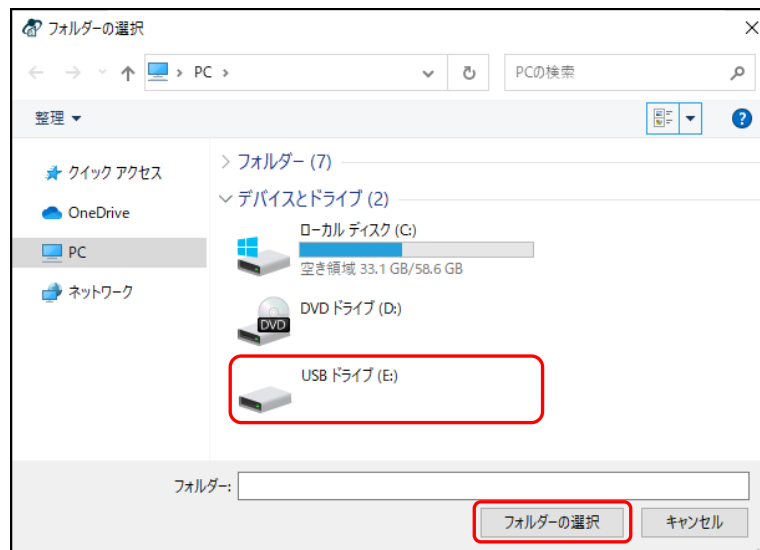 フォルダーの選択
PC
PCの検索
整理
クイック アクセス
OneDrive
PC
ネットワーク
フォルダー (7)
デバイスとドライブ (2)
ローカル ディスク (C:)
空き領域 33.1 GB/58.6 GB
DVD ドライブ (D:)
DVD
USB ドライブ (E:)
フォルダー:
フォルダーの選択
キャンセル